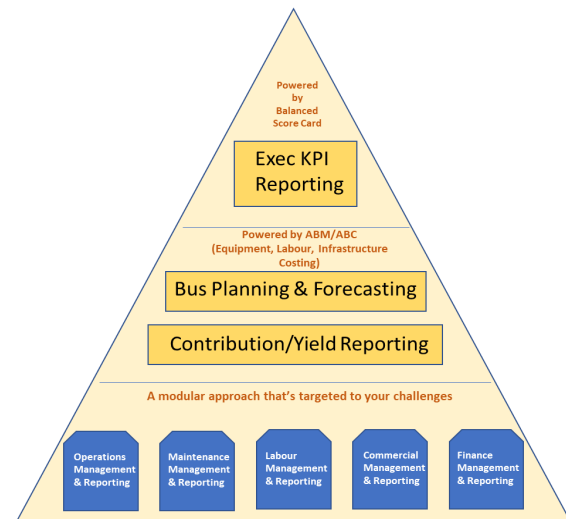 Powered
by
Balanced
Score Card
Exec KPI
Reporting
Powered by ABM/ABC
(Equipment, Labour, Infrastructure
Costing)
Bus Planning & Forecasting
Contribution/Yield Reporting
A modular approach that's targeted to your challenges
Operations
Management
& Reporting
Maintenance
Management
& Reporting
Labour
Management
& Reporting
Commercial
Management
& Reporting
Finance
Management
& Reporting